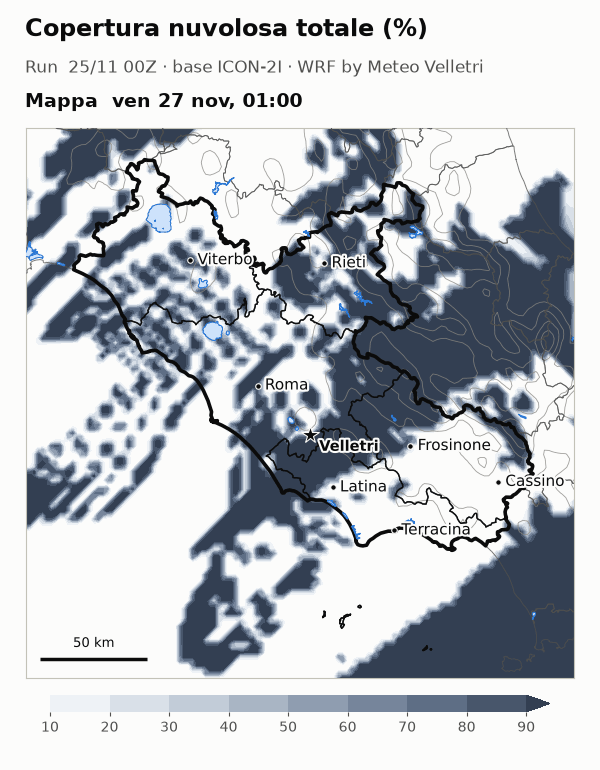 Copertura nuvolosa totale (%)
Run  25/11 00Z · base ICON-2I · WRF by Meteo Velletri
Mappa  ven 27 nov, 01:00
Viterbo
Rieti
Roma
Velletri
Frosinone
Latina
Cassino
Terracina
50 km
10 20 30 40 50 60 70 80 90